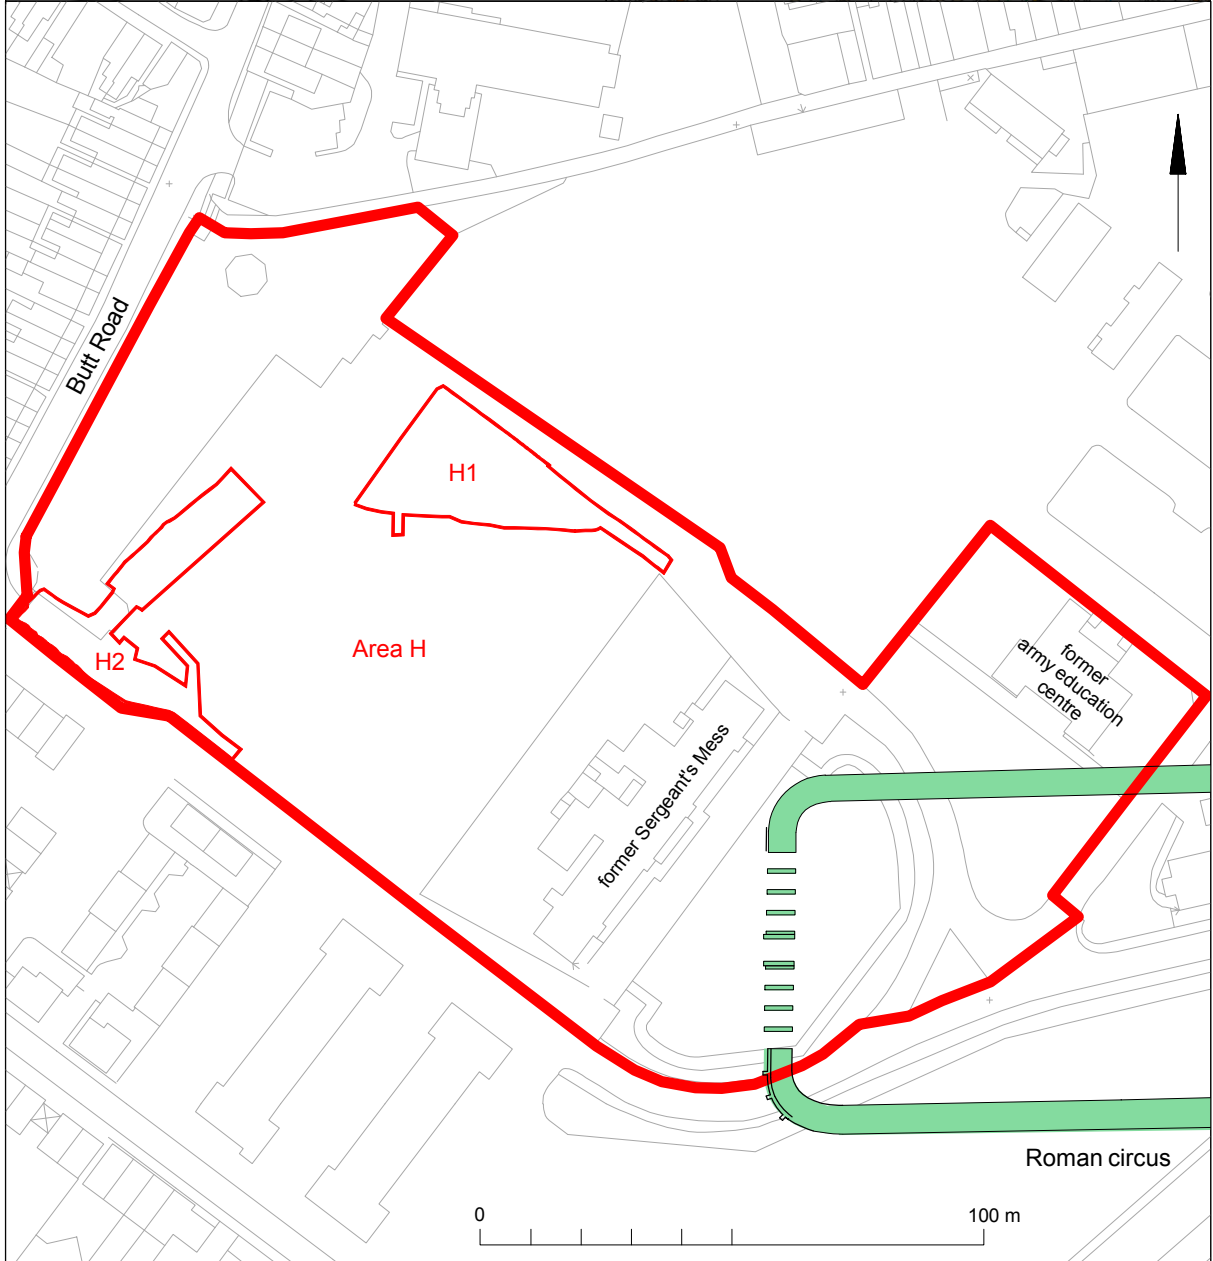 Butt Road
H1
H2
Area H
former
army education
centre
former Sergeant's Mess
Roman circus
0
100 m